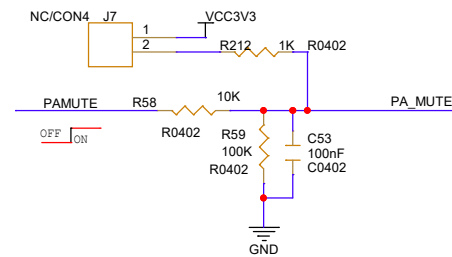 NC/CON4 J7 VCC3V3
1
2
R212 1K R0402
PAMUTE R58 10K PA_MUTE
R0402
OFF ON
R59
100K
R0402
C53
100nF
C0402
GND